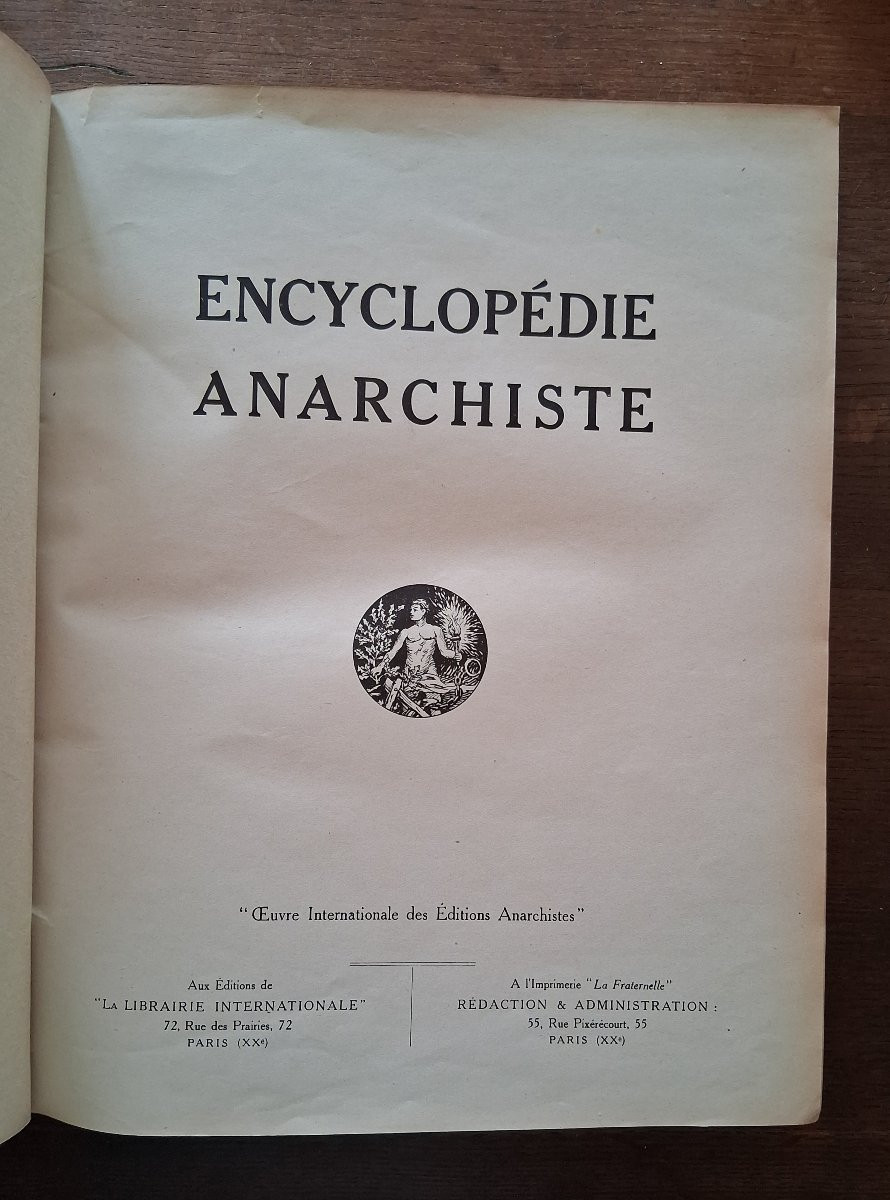 ENCYCLOPÉDIE
ANARCHISTE
“Œuvre Internationale des Éditions Anarchistes”
Aux Éditions de
“LA LIBRAIRIE INTERNATIONALE”
72, Rue des Prairies, 72
PARIS (XXe)
A l'Imprimerie “La Fraternelle”
RÉDACTION & ADMINISTRATION :
55, Rue Pixérécourt, 55
PARIS (XXe)